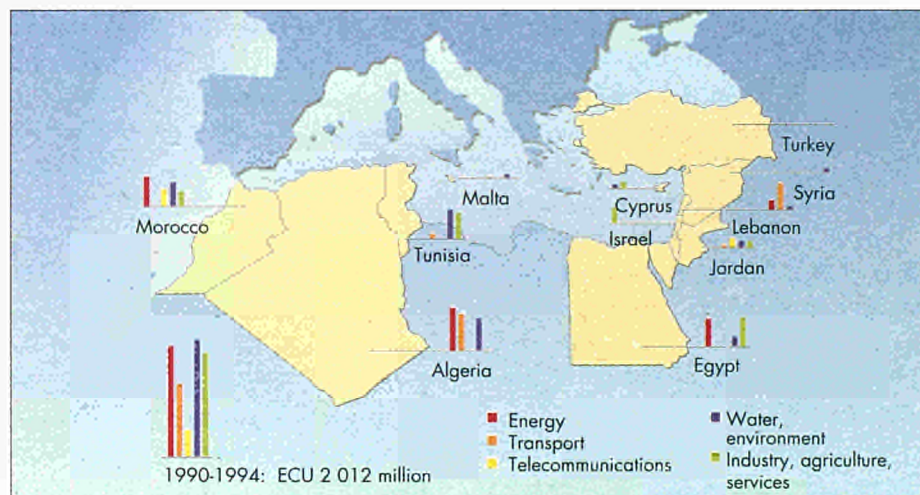 Turkey
Malta
Cyprus
Syria
Morocco
Lebanon
Israel
Tunisia
Jordan
Algeria
Egypt
Energy
Transport
Telecommunications
Water,
environment
Industry, agriculture,
services
1990-1994: ECU 2 012 million